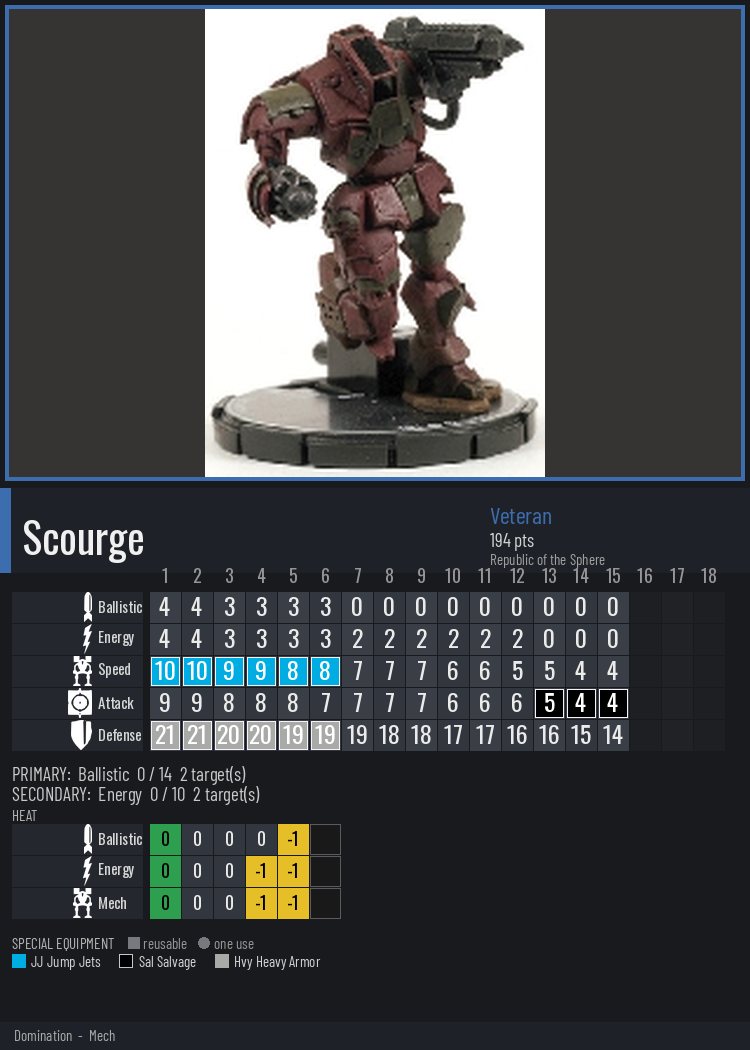 Scourge
Veteran
194 pts
Republic of the Sphere
1 2 3 4 5 6 7 8 9 10 11 12 13 14 15 16 17 18
Ballistic 4 4 3 3 3 3 0 0 0 0 0 0 0 0 0
Energy 4 4 3 3 3 3 2 2 2 2 2 2 0 0 0
Speed 10 10 9 9 8 8 7 7 7 6 6 5 5 4 4
Attack 9 9 8 8 8 7 7 7 7 6 6 6 5 4 4
Defense 21 21 20 20 19 19 19 18 18 17 17 16 16 15 14
PRIMARY: Ballistic 0 / 14 2 target(s)
SECONDARY: Energy 0 / 10 2 target(s)
HEAT
Ballistic 0 0 0 0 -1
Energy 0 0 0 -1 -1
Mech 0 0 0 -1 -1
SPECIAL EQUIPMENT reusable one use
JJ Jump Jets Sal Salvage Hvy Heavy Armor
Domination - Mech